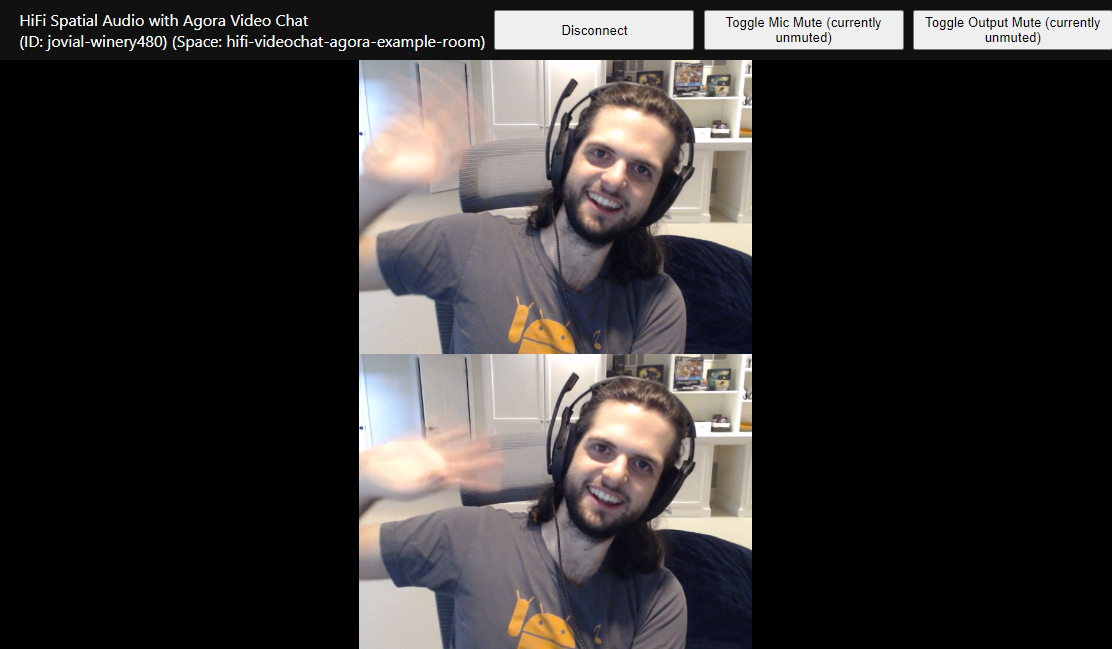 HiFi Spatial Audio with Agora Video Chat
(ID: jovial-winery480) (Space: hifi-videochat-agora-example-room)
Disconnect
Toggle Mic Mute (currently
unmuted)
Toggle Output Mute (currently
unmuted)